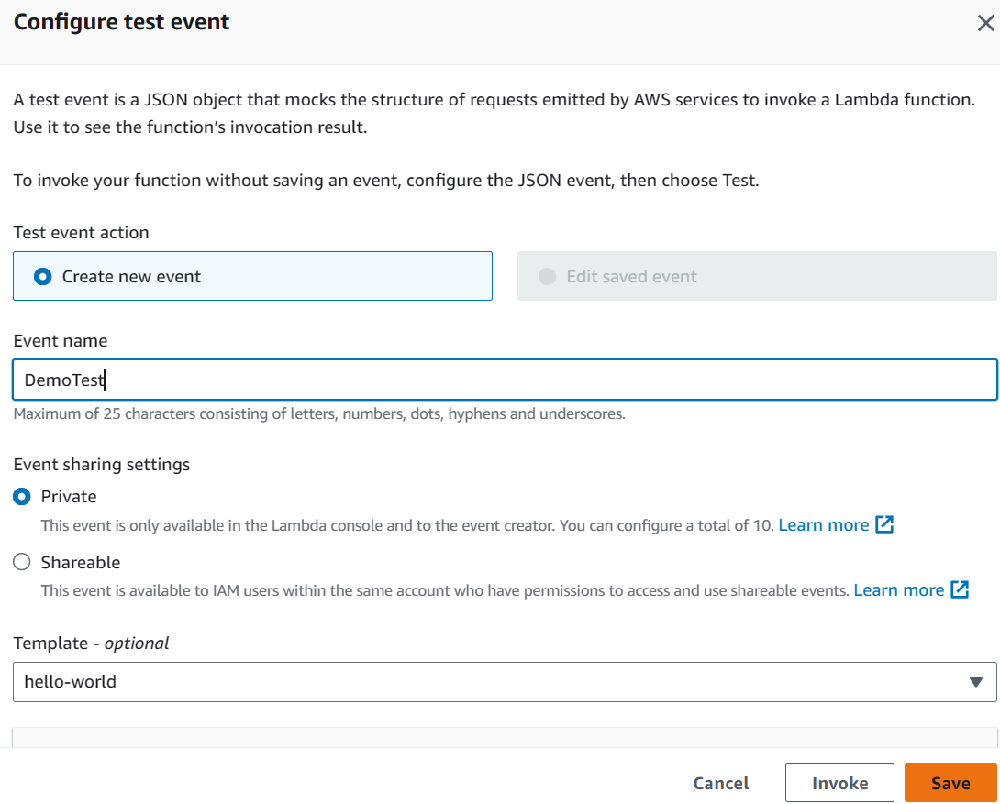 Configure test event
A test event is a JSON object that mocks the structure of requests emitted by AWS services to invoke a Lambda function.
Use it to see the function’s invocation result.
To invoke your function without saving an event, configure the JSON event, then choose Test.
Test event action
Create new event
Edit saved event
Event name
DemoTest
Maximum of 25 characters consisting of letters, numbers, dots, hyphens and underscores.
Event sharing settings
Private
This event is only available in the Lambda console and to the event creator. You can configure a total of 10. Learn more
Shareable
This event is available to IAM users within the same account who have permissions to access and use shareable events. Learn more
Template - optional
hello-world
Cancel
Invoke
Save